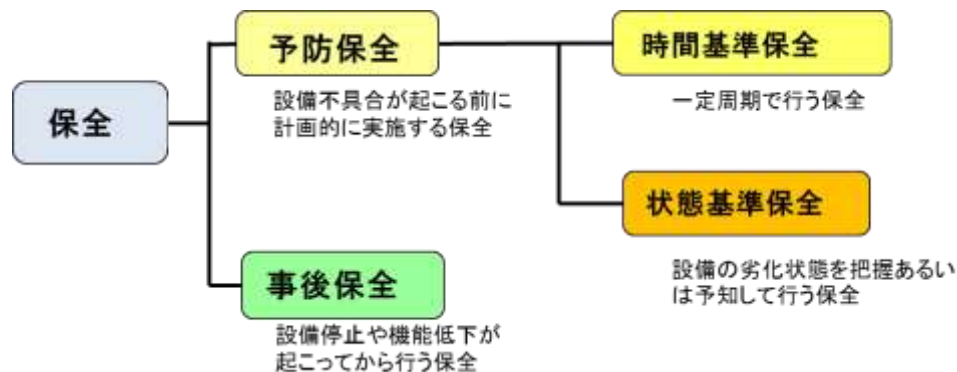 保全
予防保全
設備不具合が起こる前に
計画的に実施する保全
時間基準保全
一定周期で行う保全
状態基準保全
設備の劣化状態を把握あるい
は予知して行う保全
事後保全
設備停止や機能低下が
起こってから行う保全